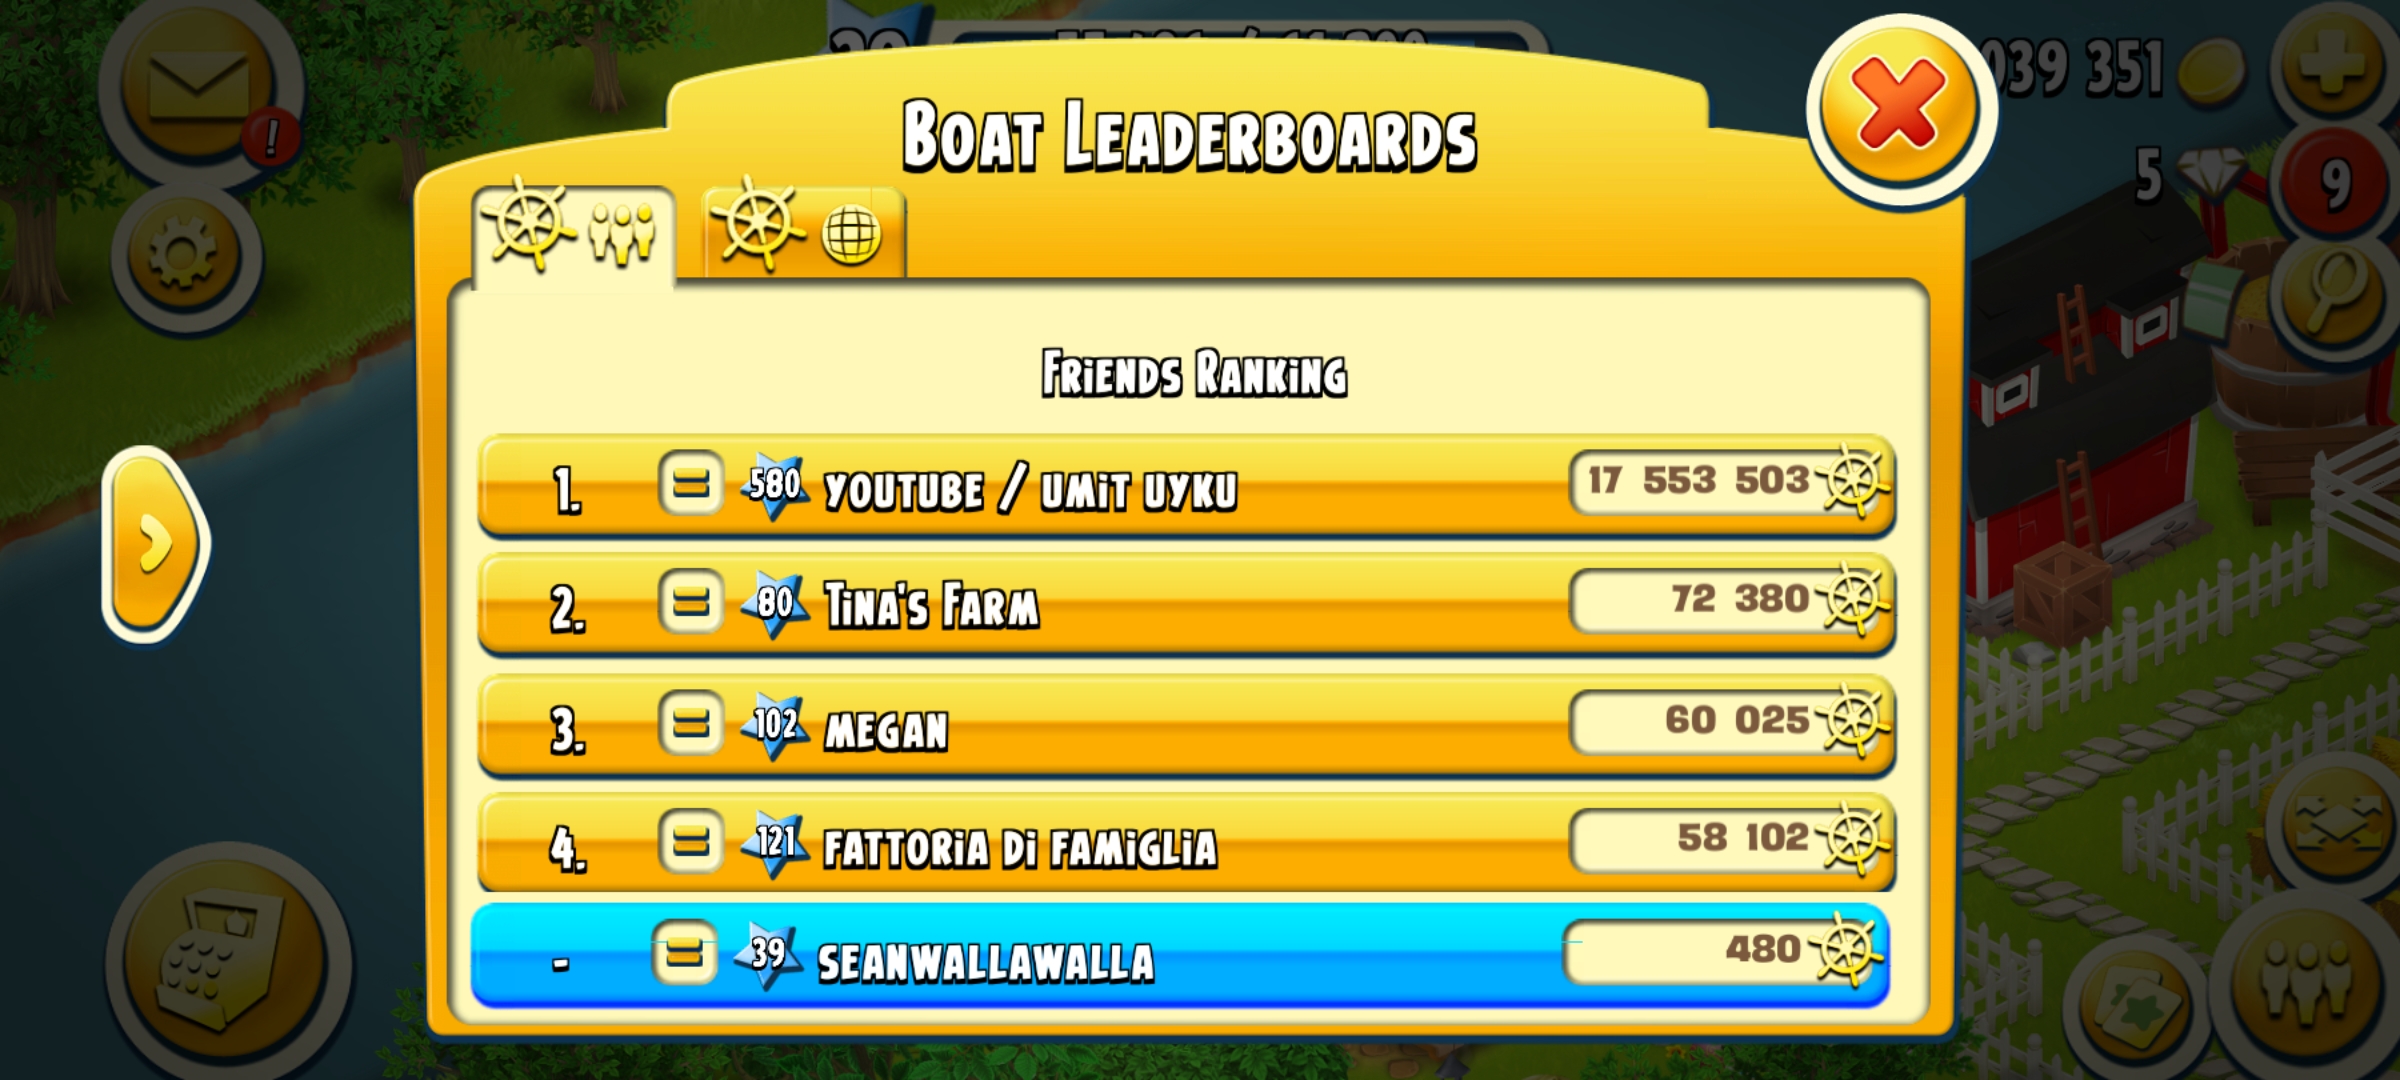 39
BOAT LEADERBOARDS
039 351
!
5
9
FRiENDS RANKiNG
1. 580 YOUTUBE / UMiT UYKU 17 553 503
2. 80 TiNA'S FARM 72 380
3. 102 MEGAN 60 025
4. 121 FATTORiA Di FAMiGLiA 58 102
- 39 SEANWALLAWALLA 480